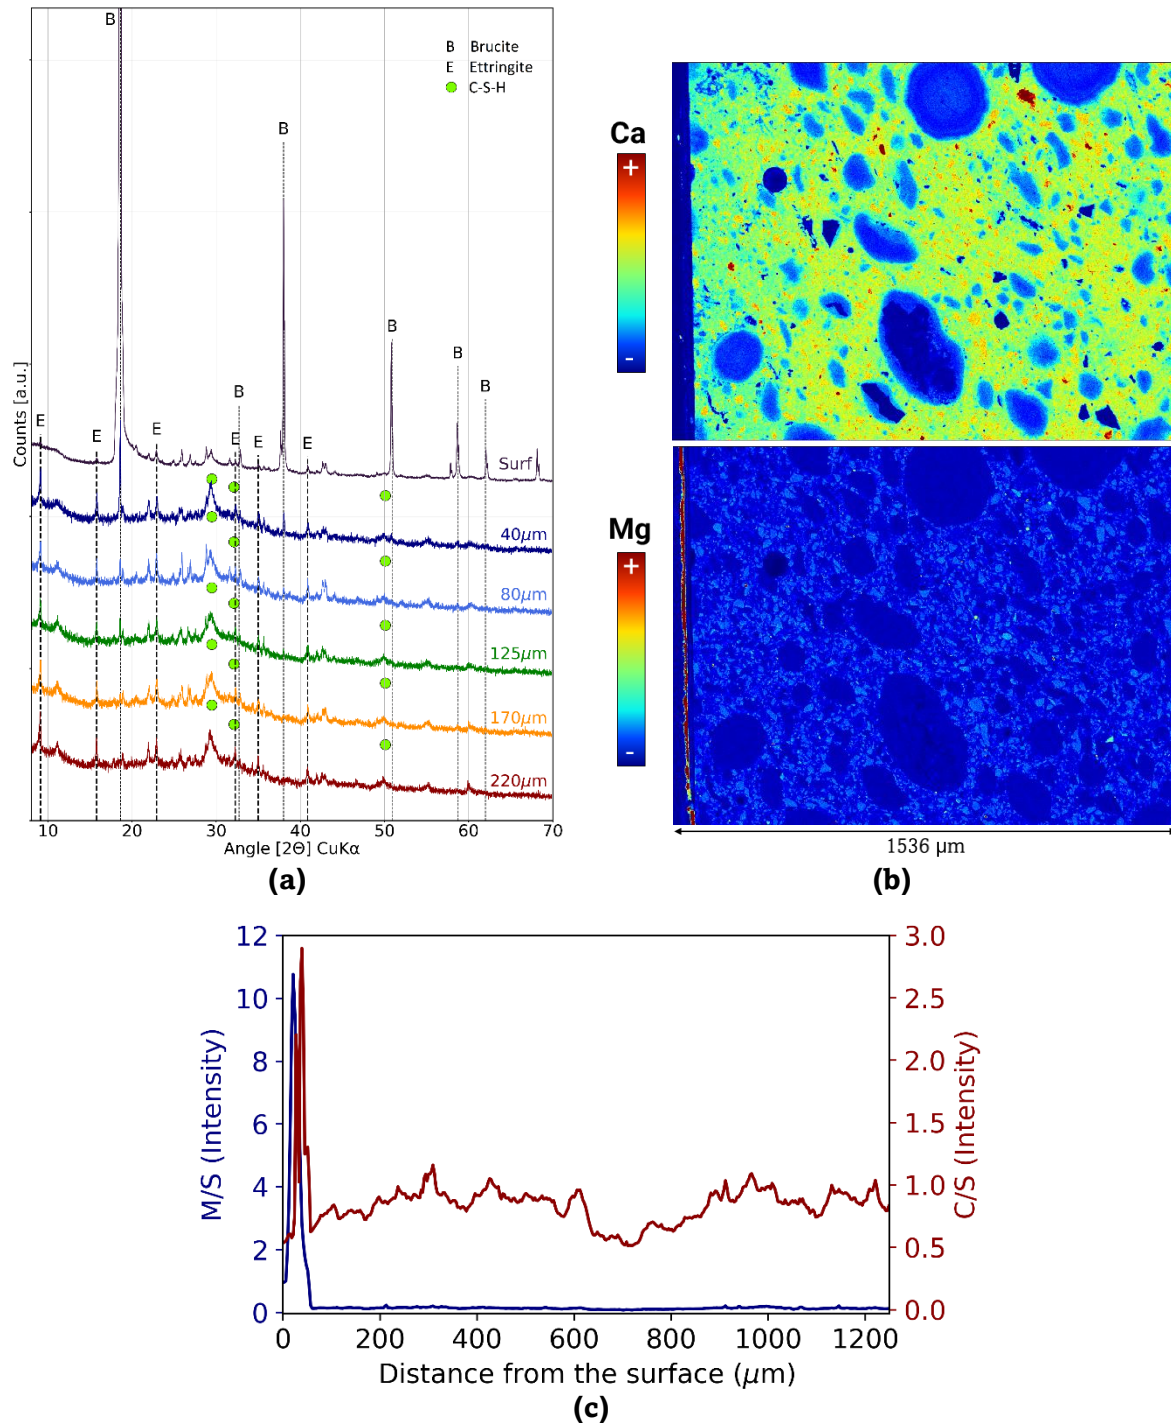 B
B Brucite
E Ettringite
C-S-H
B
B
B
B
B
E
E
E
E
E
E
Surf
40μm
80μm
125μm
170μm
220μm
Counts [a.u.]
10 20 30 40 50 60 70
Angle [2Θ] CuKα
(a)
Ca
+
-
Mg
+
-
1536 μm
(b)
12
10
8
6
4
2
0
M/S (Intensity)
3.0
2.5
2.0
1.5
1.0
0.5
0.0
C/S (Intensity)
0 200 400 600 800 1000 1200
Distance from the surface (μm)
(c)